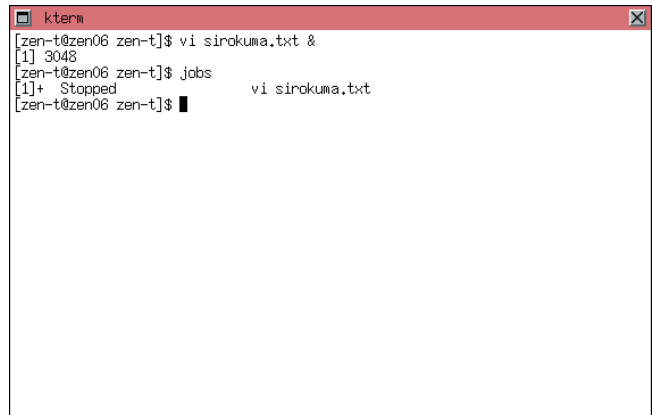 kterm
[zen-t@zen06 zen-t]$ vi sirokuma.txt &
[1] 3048
[zen-t@zen06 zen-t]$ jobs
[1]+  Stopped                 vi sirokuma.txt
[zen-t@zen06 zen-t]$